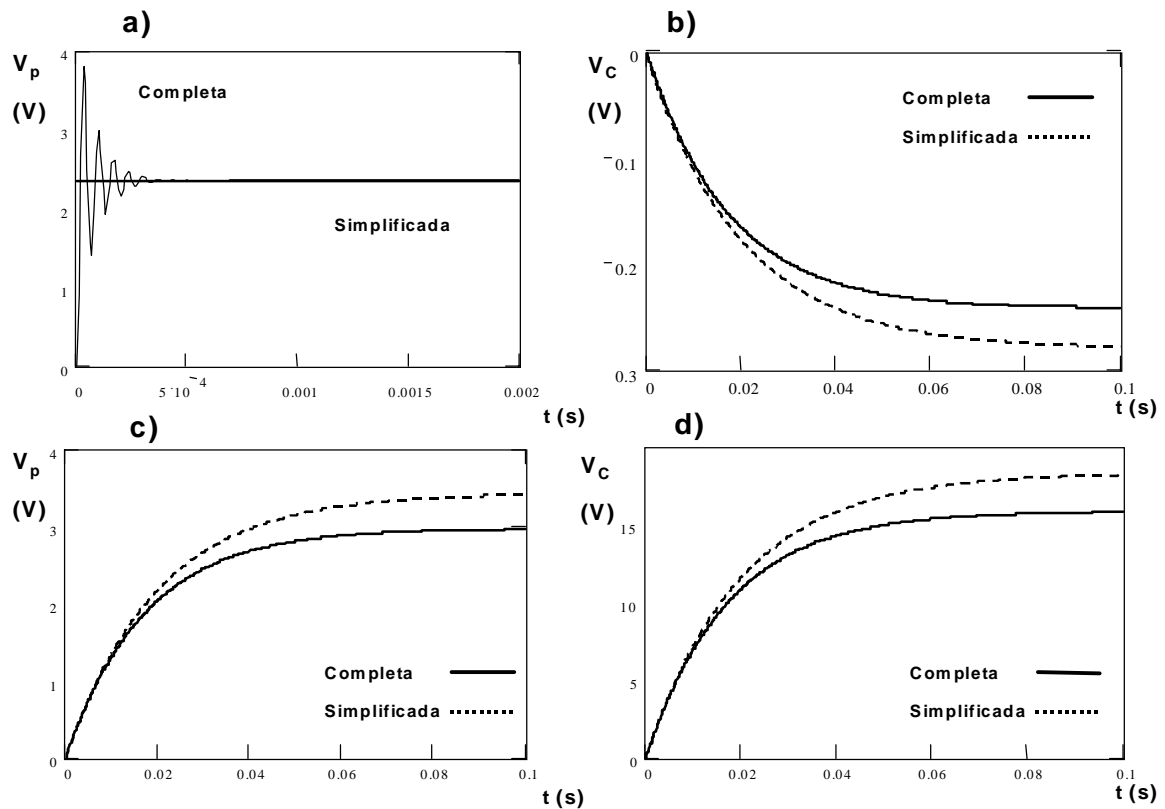 a)
V_p
(V)
4
3
2
1
0
Completa
Simplificada
0
5·10^−4
0.001
0.0015
0.002
t (s)
b)
V_C
(V)
0
−0.1
−0.2
0.3
Completa
Simplificada
0
0.02
0.04
0.06
0.08
0.1
t (s)
c)
V_p
(V)
4
3
2
1
0
Completa
Simplificada
0
0.02
0.04
0.06
0.08
0.1
t (s)
d)
V_C
(V)
15
10
5
0
Completa
Simplificada
0
0.02
0.04
0.06
0.08
0.1
t (s)